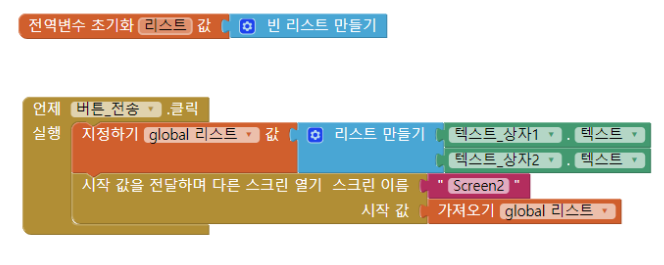 전역변수 초기화 리스트 값 빈 리스트 만들기
언제 버튼_전송 .클릭
실행 지정하기 global 리스트 값 리스트 만들기 텍스트_상자1 . 텍스트
텍스트_상자2 . 텍스트
시작 값을 전달하며 다른 스크린 열기 스크린 이름 " Screen2 "
시작 값 가져오기 global 리스트